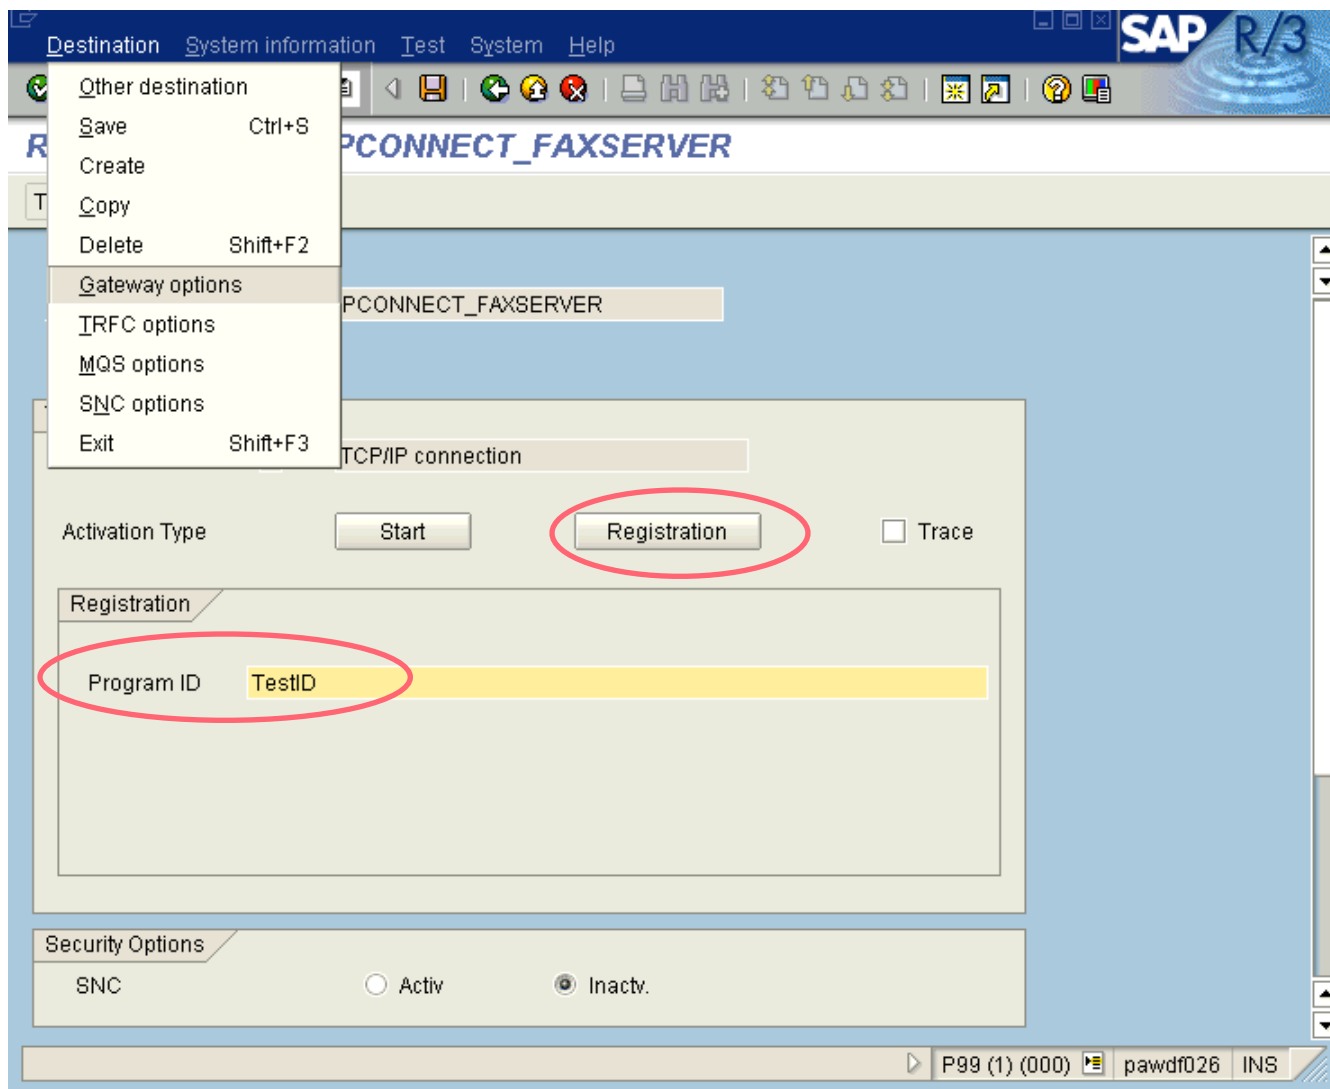 Destination System information Test System Help
SAP R/3
Other destination
Save Ctrl+S
Create
Copy
Delete Shift+F2
Gateway options
TRFC options
MQS options
SNC options
Exit Shift+F3
R PCONNECT_FAXSERVER
T
PCONNECT_FAXSERVER
TCP/IP connection
Activation Type Start Registration Trace
Registration
Program ID TestID
Security Options
SNC Activ Inactv.
P99 (1) (000) pawdf026 INS